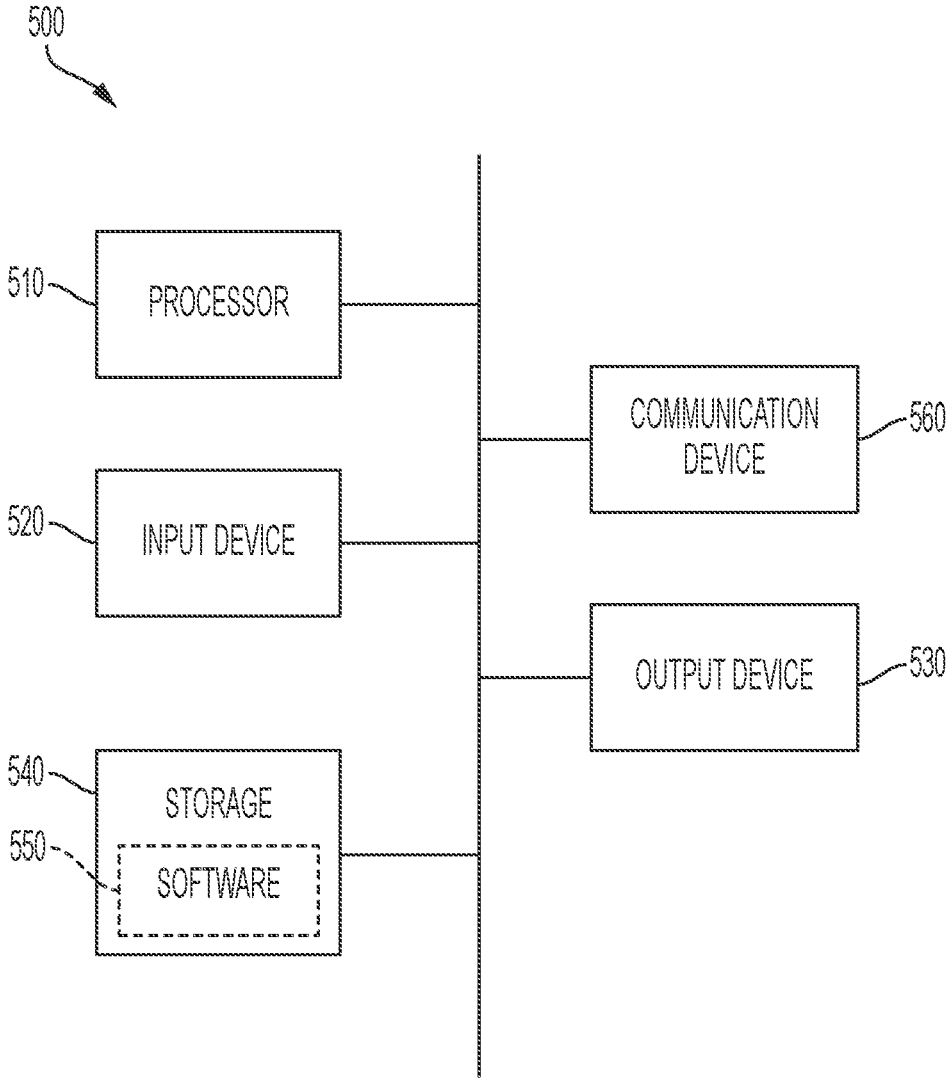 500
510
PROCESSOR
COMMUNICATION
DEVICE
560
520
INPUT DEVICE
OUTPUT DEVICE
530
540
STORAGE
550
SOFTWARE